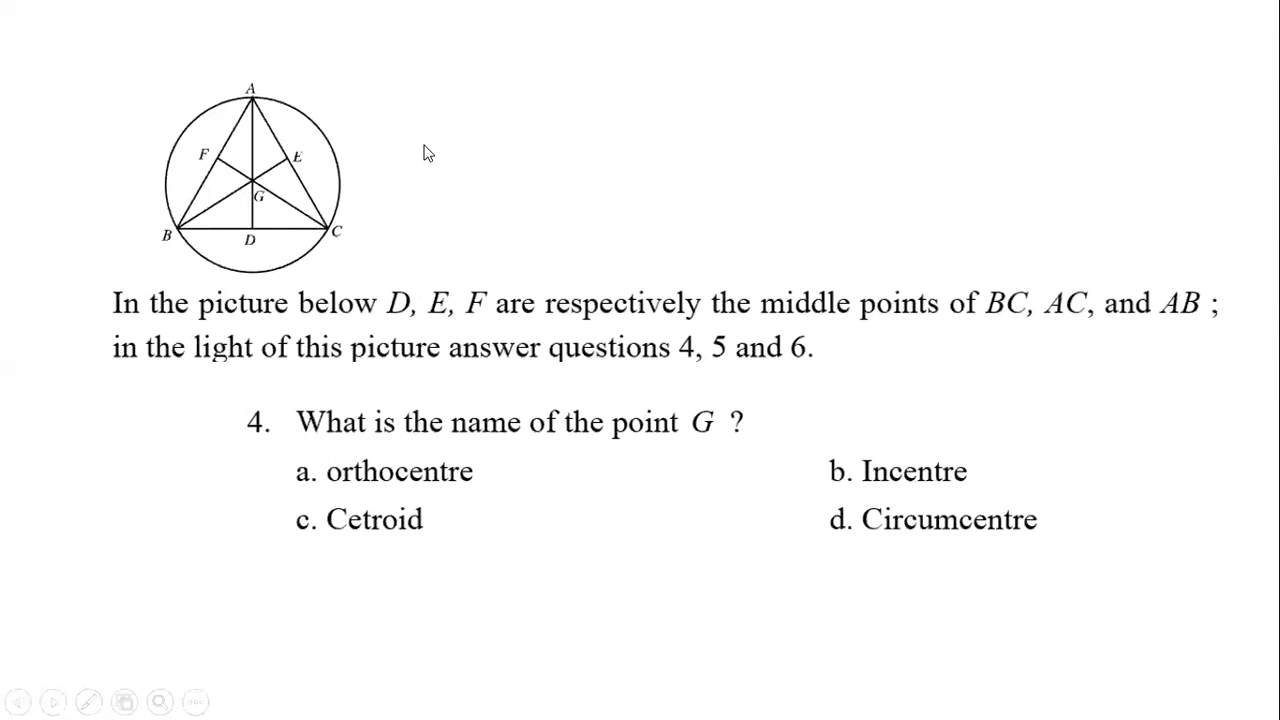 A
F
E
G
B
D
C
In the picture below D, E, F are respectively the middle points of BC, AC, and AB ;
in the light of this picture answer questions 4, 5 and 6.
4. What is the name of the point G ?
a. orthocentre b. Incentre
c. Cetroid d. Circumcentre